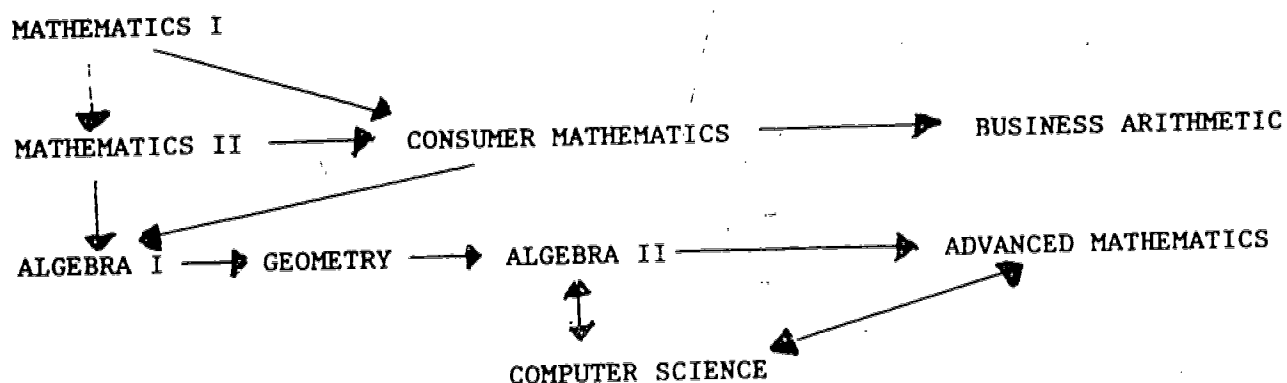 MATHEMATICS I
MATHEMATICS II
CONSUMER MATHEMATICS
BUSINESS ARITHMETIC
ALGEBRA I
GEOMETRY
ALGEBRA II
ADVANCED MATHEMATICS
COMPUTER SCIENCE